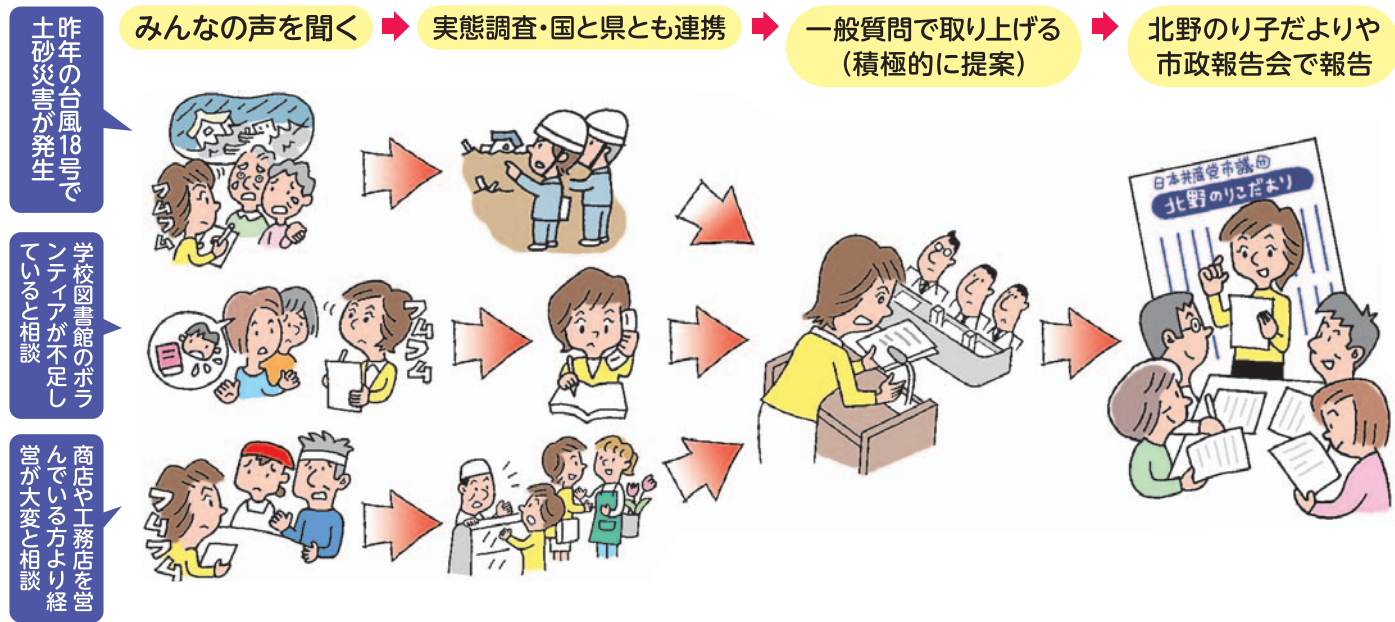 みんなの声を聞く
実態調査・国と県とも連携
一般質問で取り上げる
（積極的に提案）
北野のり子だよりや
市政報告会で報告
昨年の台風18号で
土砂災害が発生
フムフム
学校図書館のボラ
ンティアが不足し
ていると相談
フムフム
商店や工務店を営
んでいる方より経
営が大変と相談
フムフム
日本共産党市議団
北野のりこだより